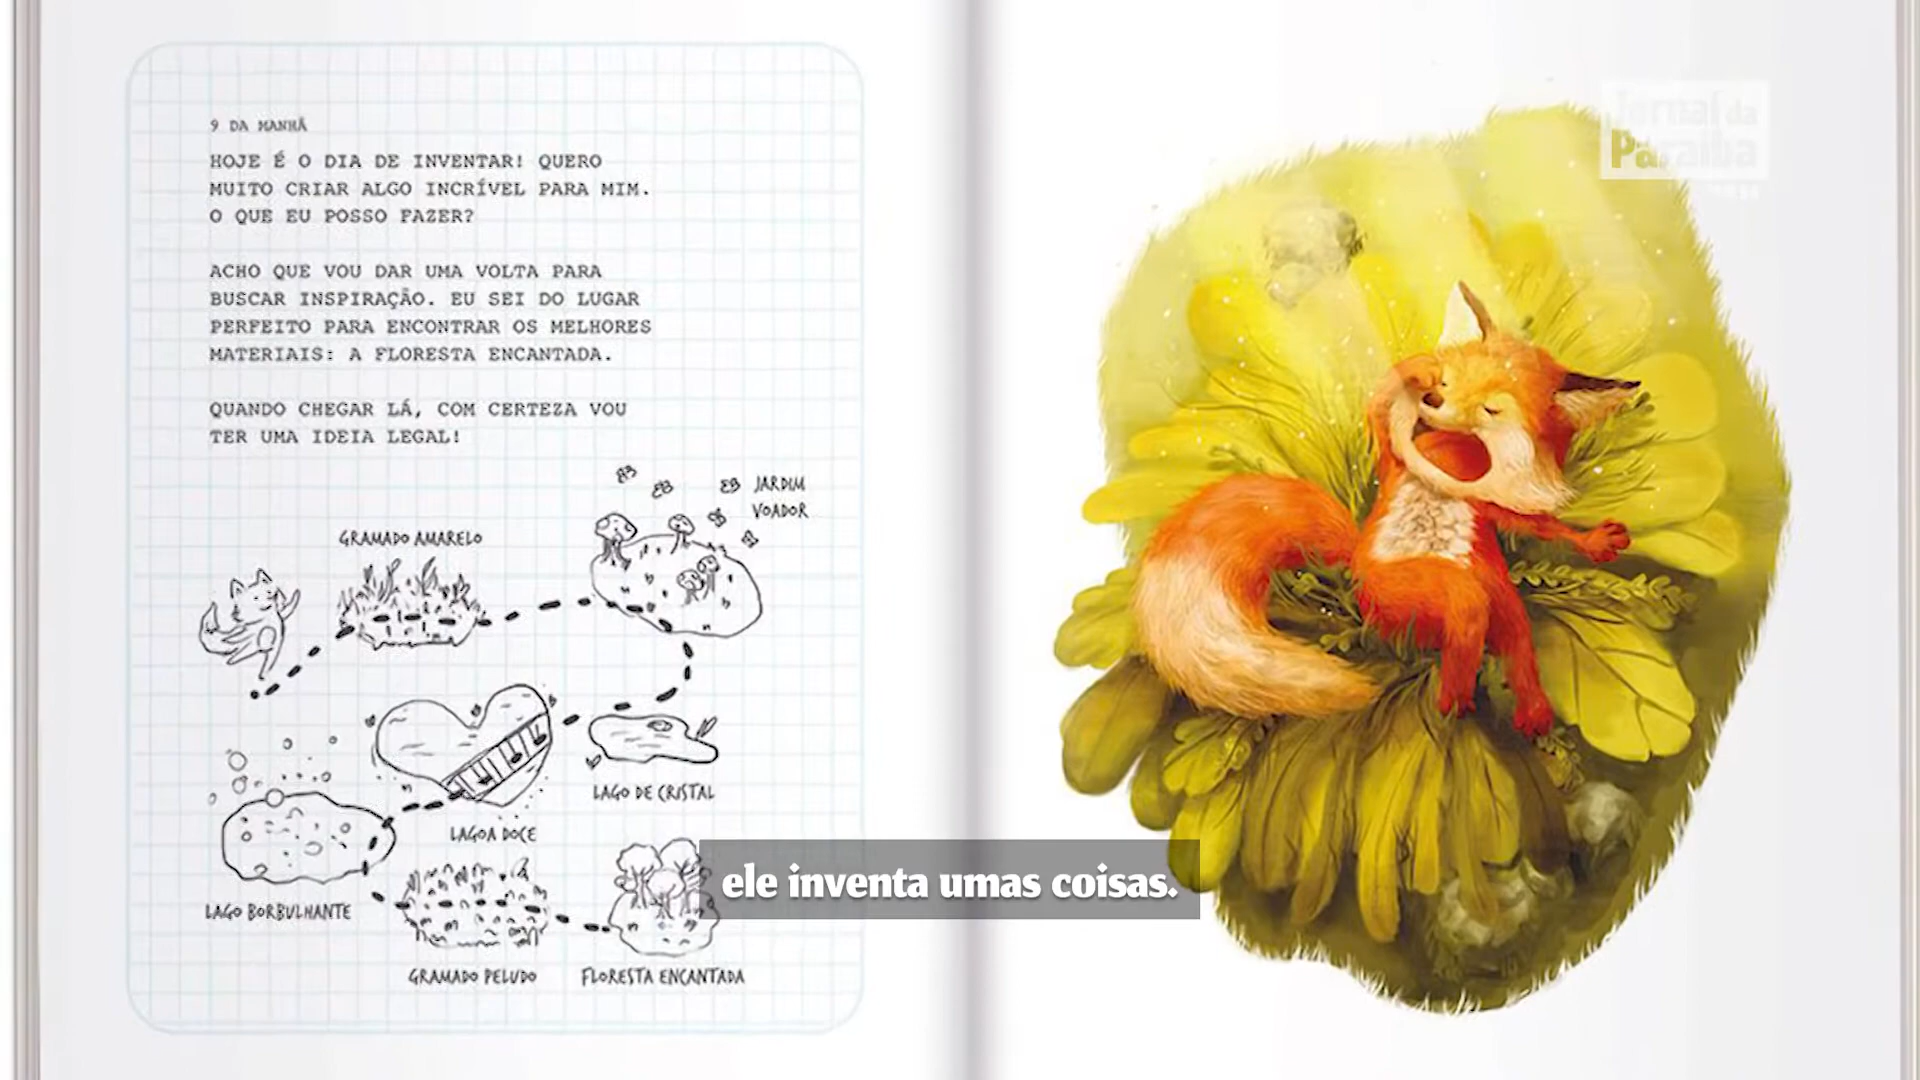 9 DA MANHÃ
HOJE É O DIA DE INVENTAR! QUERO
MUITO CRIAR ALGO INCRÍVEL PARA MIM.
O QUE EU POSSO FAZER?
ACHO QUE VOU DAR UMA VOLTA PARA
BUSCAR INSPIRAÇÃO. EU SEI DO LUGAR
PERFEITO PARA ENCONTRAR OS MELHORES
MATERIAIS: A FLORESTA ENCANTADA.
QUANDO CHEGAR LÁ, COM CERTEZA VOU
TER UMA IDEIA LEGAL!
JARDIM
VOADOR
GRAMADO AMARELO
LAGO DE CRISTAL
LAGOA DOCE
LAGO BORBULHANTE
GRAMADO PELUDO
FLORESTA ENCANTADA
Jornal da
Paraíba
ele inventa umas coisas.